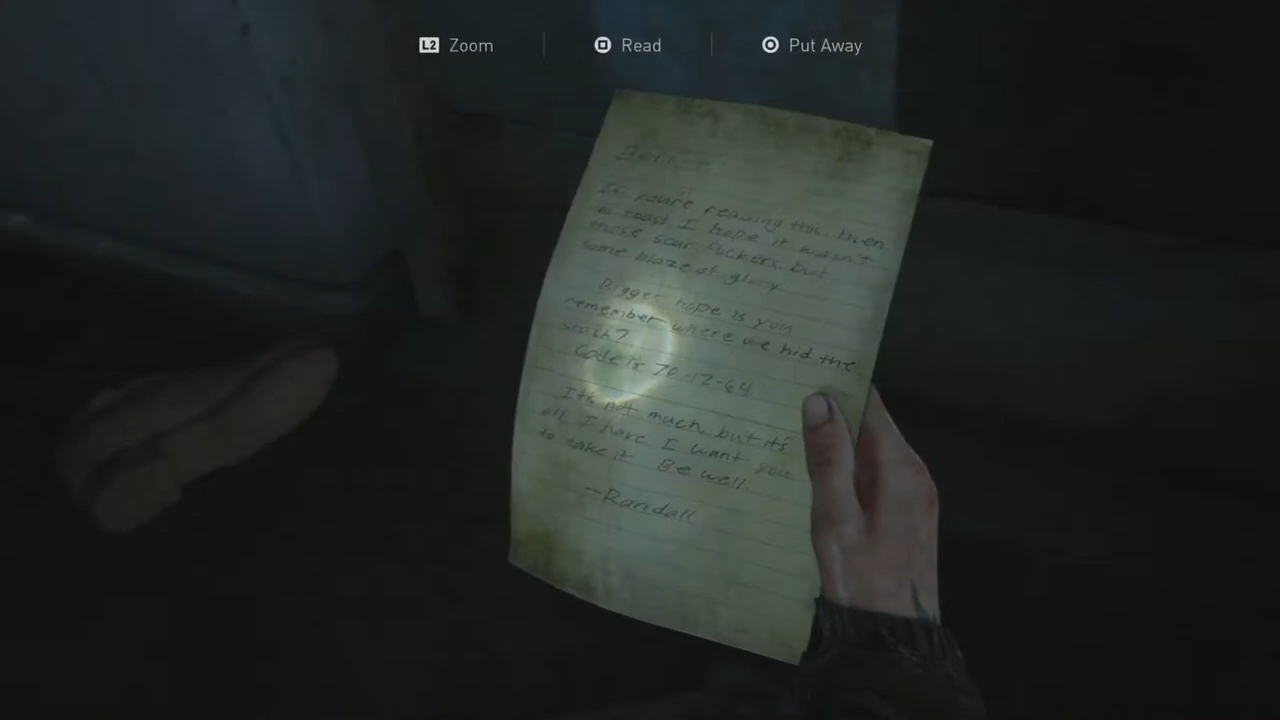 L2 Zoom
Read
Put Away
If you're reading this, then
I'm toast I hope it wasn't
those scar fuckers, but
some blaze of glory
Bigger hope is you
remember where we hid the
stash?
Code is 70-12-64
It's not much, but it's
all I have I want you
to take it Be well.
—Randall